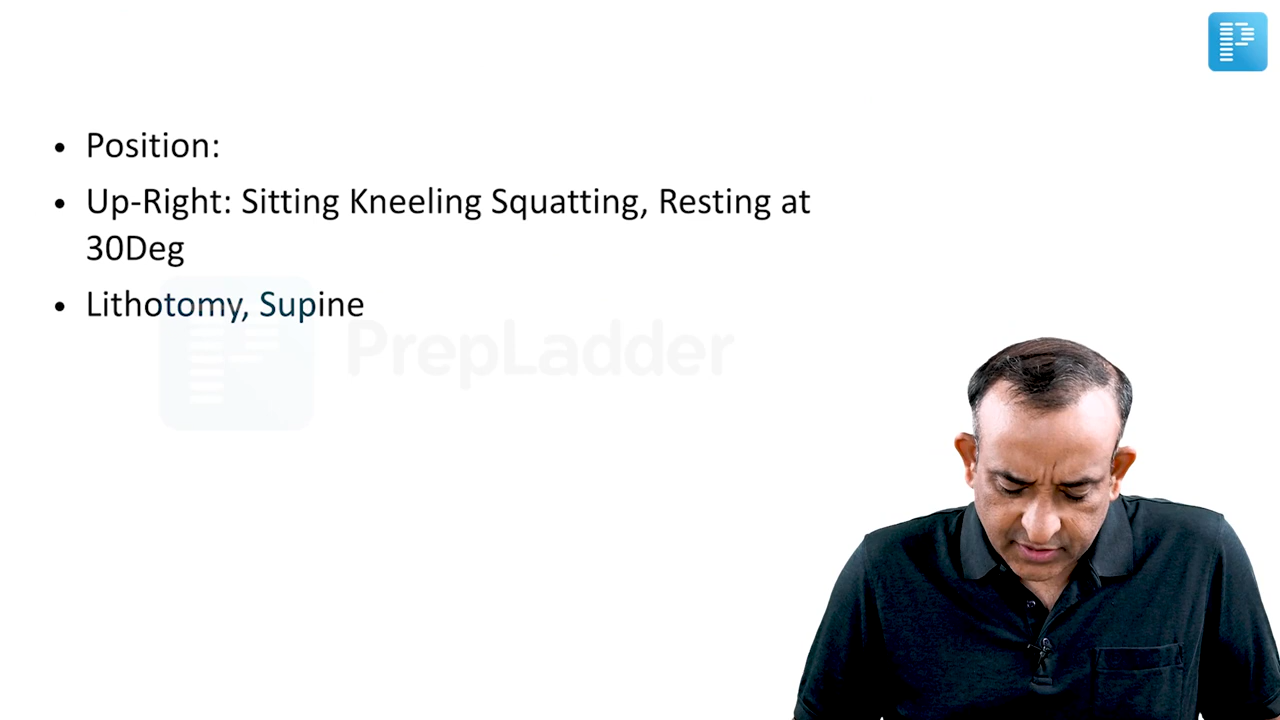 • Position:
• Up-Right: Sitting Kneeling Squatting, Resting at
30Deg
• Lithotomy, Supine
PrepLadder